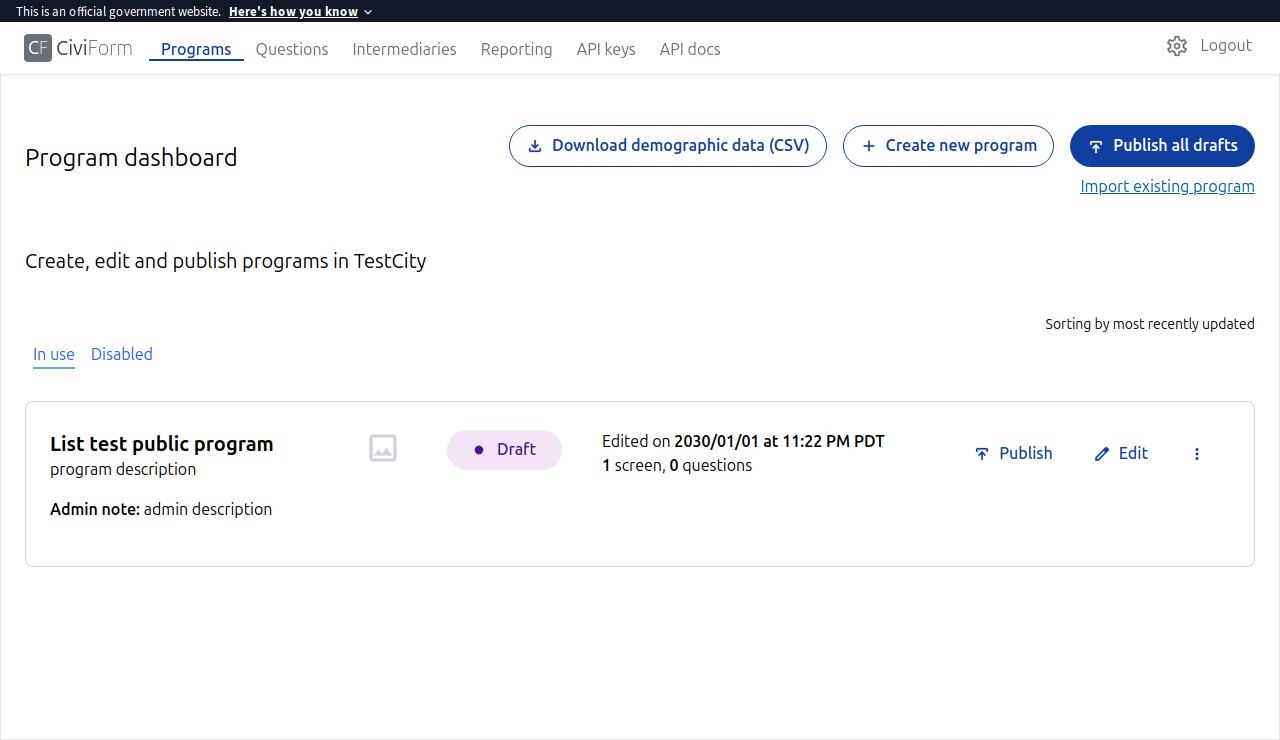 This is an official government website. Here's how you know
CF CiviForm Programs Questions Intermediaries Reporting API keys API docs Logout
Program dashboard
Download demographic data (CSV) Create new program Publish all drafts
Import existing program
Create, edit and publish programs in TestCity
Sorting by most recently updated
In use Disabled
List test public program
program description
Admin note: admin description
Draft
Edited on 2030/01/01 at 11:22 PM PDT
1 screen, 0 questions
Publish Edit